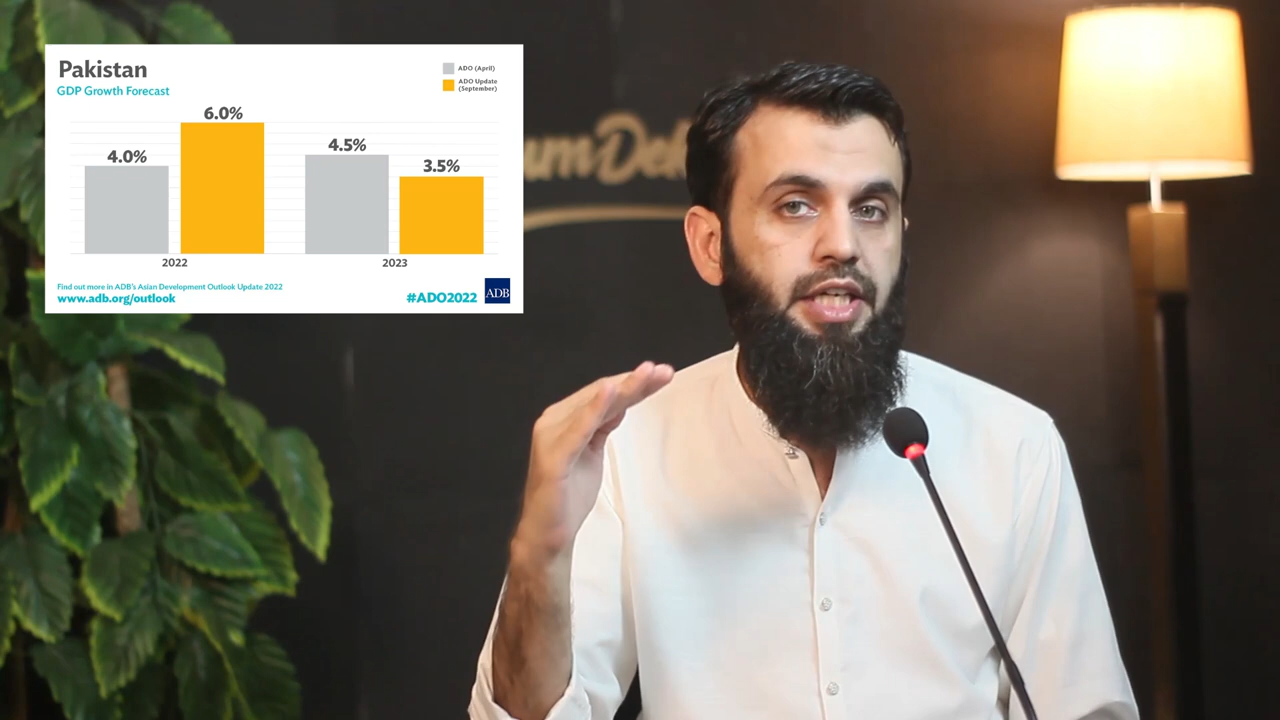 Pakistan
GDP Growth Forecast
ADO (April)
ADO Update
(September)
4.0%
6.0%
4.5%
3.5%
2022
2023
Find out more in ADB's Asian Development Outlook Update 2022
www.adb.org/outlook
#ADO2022
ADB